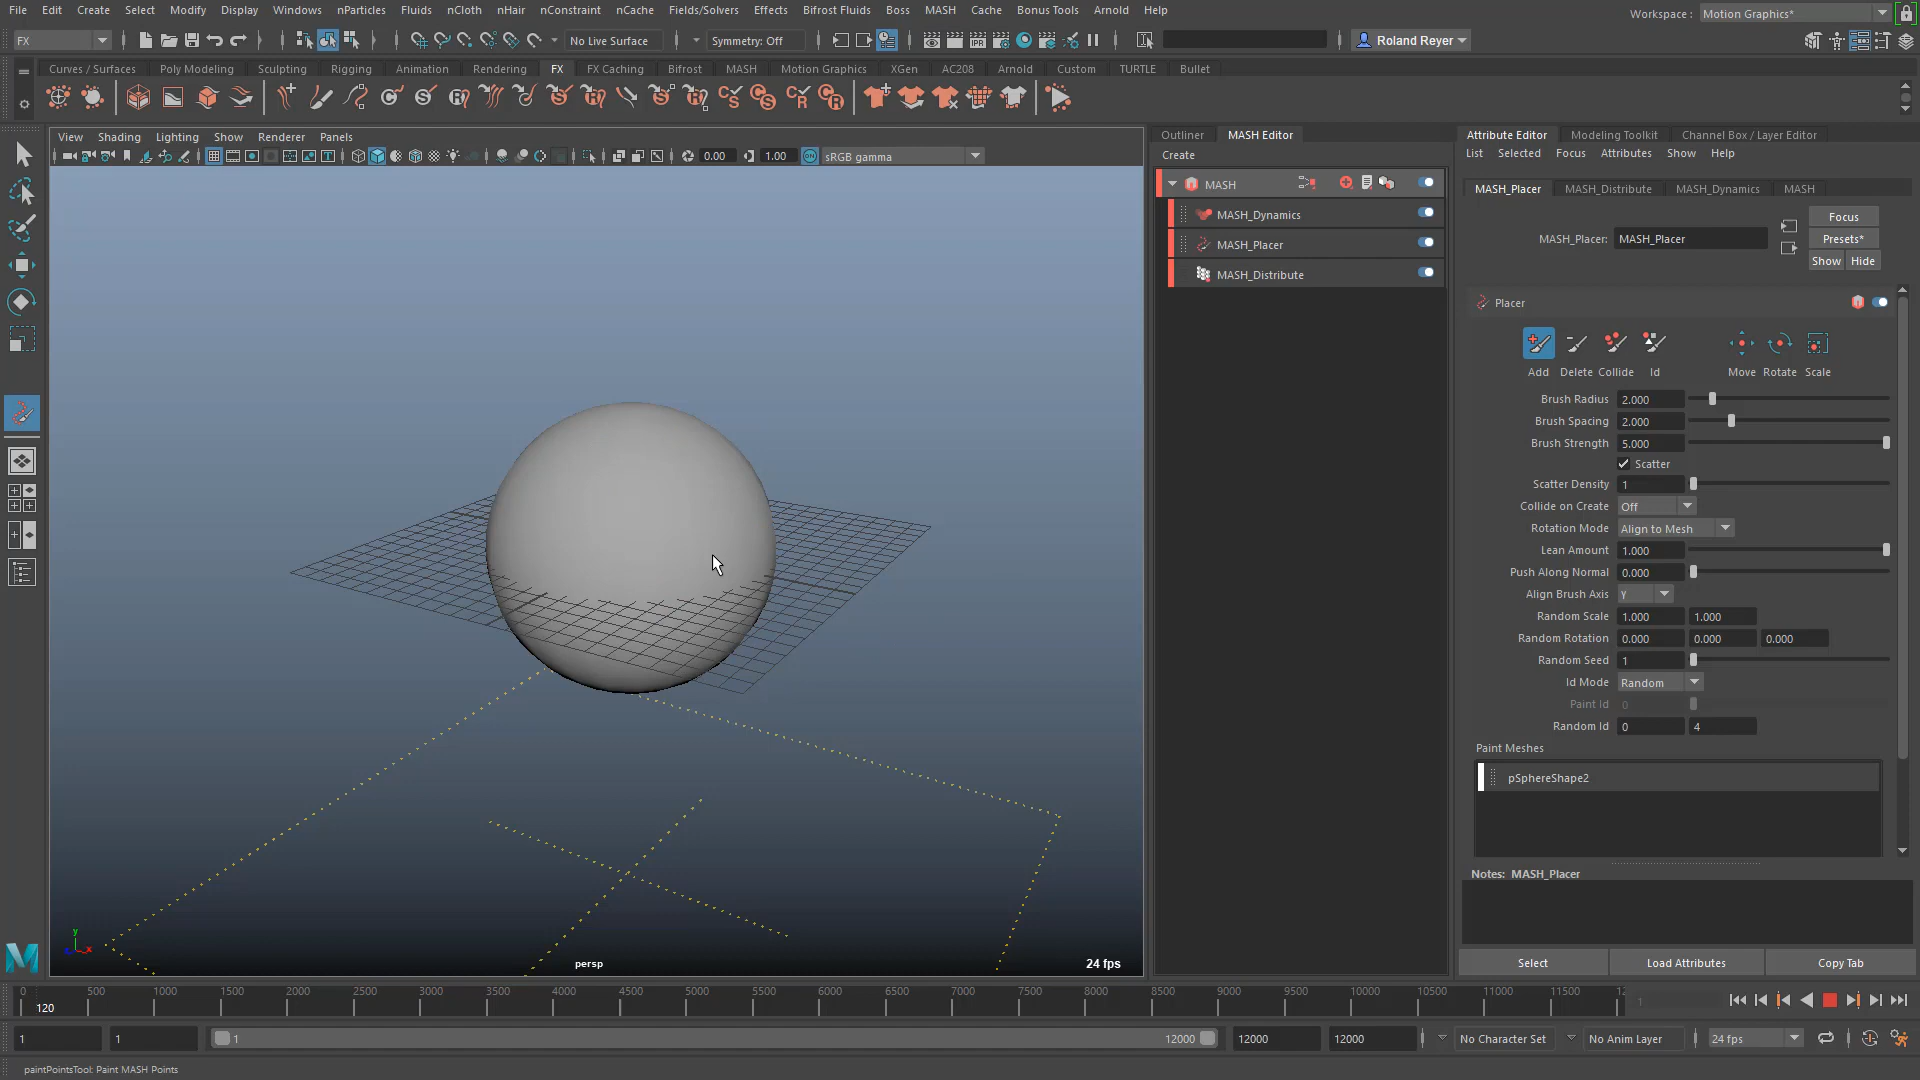 File Edit Create Select Modify Display Windows nParticles Fluids nCloth nHair nConstraint nCache Fields/Solvers Effects Bifrost Fluids Boss MASH Cache Bonus Tools Arnold Help
Workspace : Motion Graphics*
FX No Live Surface Symmetry: Off Roland Reyer
Curves / Surfaces Poly Modeling Sculpting Rigging Animation Rendering FX FX Caching Bifrost MASH Motion Graphics XGen AC208 Arnold Custom TURTLE Bullet
View Shading Lighting Show Renderer Panels
0.00 1.00 sRGB gamma
persp
24 fps
Outliner MASH Editor
Create
MASH
MASH_Dynamics
MASH_Placer
MASH_Distribute
Attribute Editor Modeling Toolkit Channel Box / Layer Editor
List Selected Focus Attributes Show Help
MASH_Placer MASH_Distribute MASH_Dynamics MASH
Focus
MASH_Placer: MASH_Placer Presets*
Show Hide
Placer
Add Delete Collide Id Move Rotate Scale
Brush Radius 2.000
Brush Spacing 2.000
Brush Strength 5.000
Scatter
Scatter Density 1
Collide on Create Off
Rotation Mode Align to Mesh
Lean Amount 1.000
Push Along Normal 0.000
Align Brush Axis y
Random Scale 1.000 1.000
Random Rotation 0.000 0.000 0.000
Random Seed 1
Id Mode Random
Paint Id 0
Random Id 0 4
Paint Meshes
pSphereShape2
Notes: MASH_Placer
Select Load Attributes Copy Tab
0 500 1000 1500 2000 2500 3000 3500 4000 4500 5000 5500 6000 6500 7000 7500 8000 8500 9000 9500 10000 10500 11000 11500 12
120 1
1 1 1 12000 12000 12000 No Character Set No Anim Layer 24 fps
paintPointsTool: Paint MASH Points